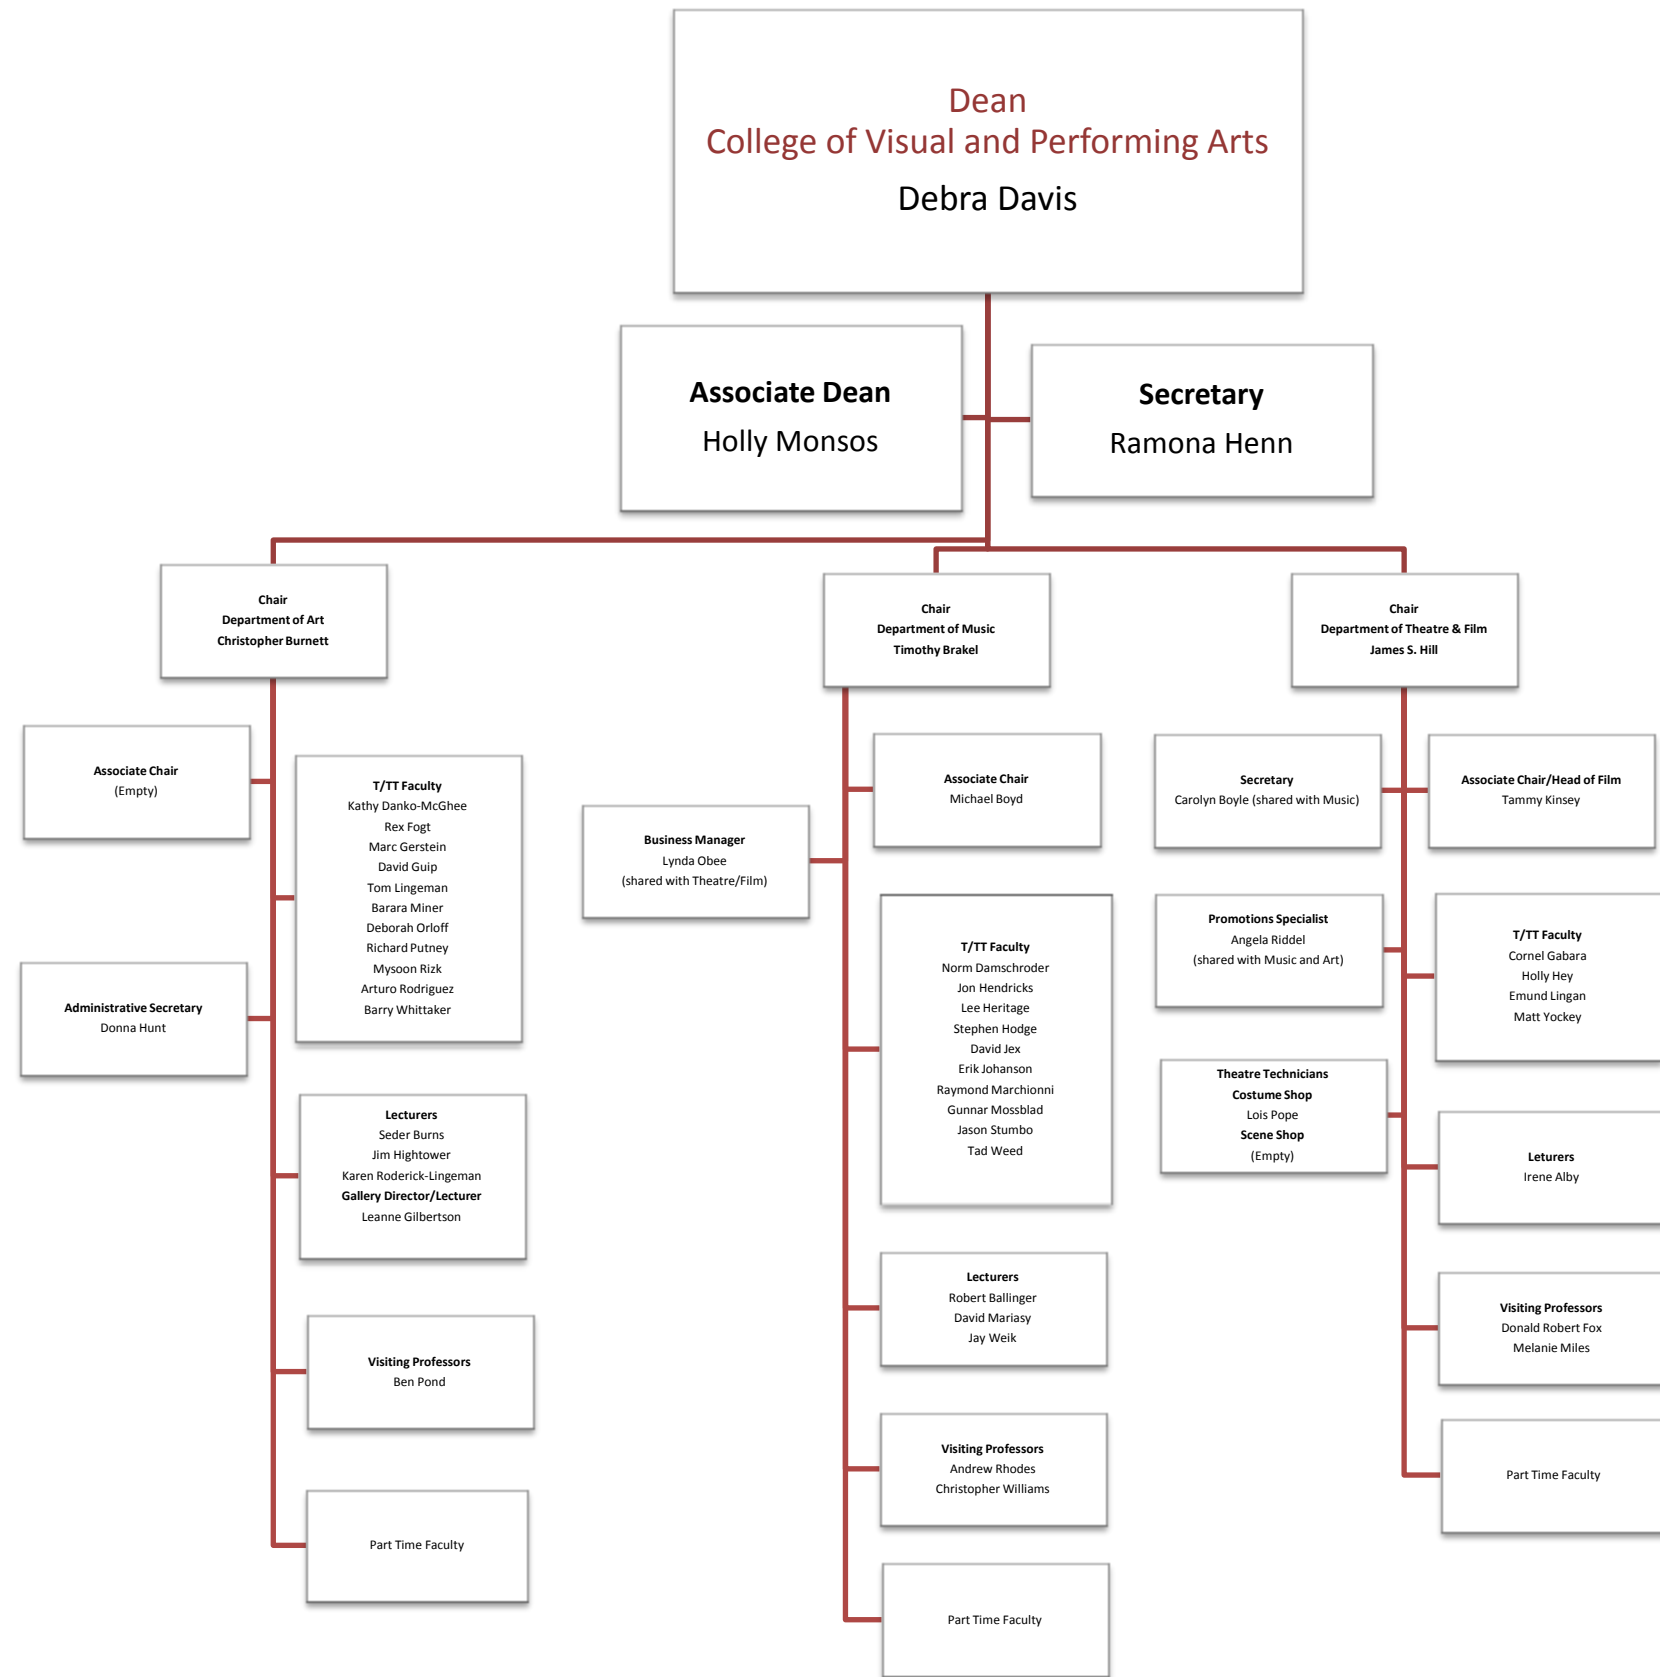 Dean
College of Visual and Performing Arts
Debra Davis
Associate Dean
Holly Monsos
Secretary
Ramona Henn
Chair
Department of Art
Christopher Burnett
Associate Chair
(Empty)
T/TT Faculty
Kathy Danko-McGhee
Rex Fogt
Marc Gerstein
David Guip
Tom Lingeman
Barara Miner
Deborah Orloff
Richard Putney
Mysoon Rizk
Arturo Rodriguez
Barry Whittaker
Administrative Secretary
Donna Hunt
Lecturers
Seder Burns
Jim Hightower
Karen Roderick-Lingeman
Gallery Director/Lecturer
Leanne Gilbertson
Visiting Professors
Ben Pond
Part Time Faculty
Chair
Department of Music
Timothy Brakel
Associate Chair
Michael Boyd
Business Manager
Lynda Obee
(shared with Theatre/Film)
T/TT Faculty
Norm Damschroder
Jon Hendricks
Lee Heritage
Stephen Hodge
David Jex
Erik Johanson
Raymond Marchionni
Gunnar Mossblad
Jason Stumbo
Tad Weed
Lecturers
Robert Ballinger
David Mariasy
Jay Weik
Visiting Professors
Andrew Rhodes
Christopher Williams
Part Time Faculty
Chair
Department of Theatre & Film
James S. Hill
Secretary
Carolyn Boyle (shared with Music)
Associate Chair/Head of Film
Tammy Kinsey
Promotions Specialist
Angela Riddel
(shared with Music and Art)
T/TT Faculty
Cornel Gabara
Holly Hey
Emund Lingan
Matt Yockey
Theatre Technicians
Costume Shop
Lois Pope
Scene Shop
(Empty)
Leturers
Irene Alby
Visiting Professors
Donald Robert Fox
Melanie Miles
Part Time Faculty